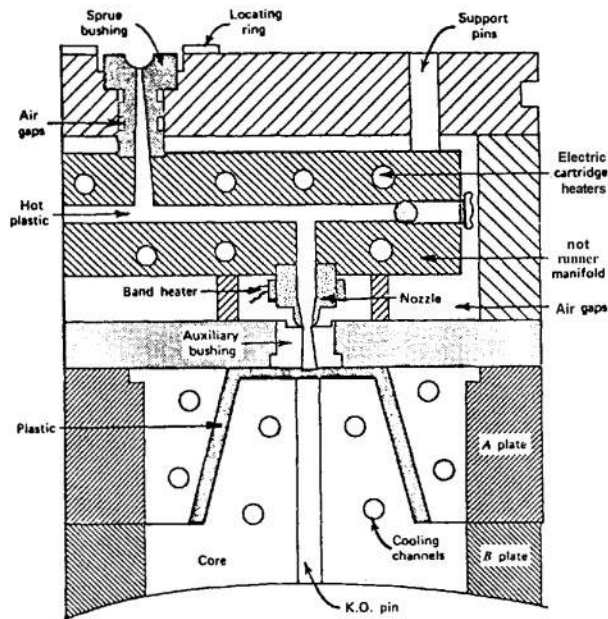 Sprue
bushing
Locating
ring
Support
pins
Air
gaps
Electric
cartridge
heaters
Hot
plastic
not
runner
manifold
Band heater
Nozzle
Air gaps
Auxiliary
bushing
Plastic
A plate
Cooling
channels
B plate
Core
K.O. pin